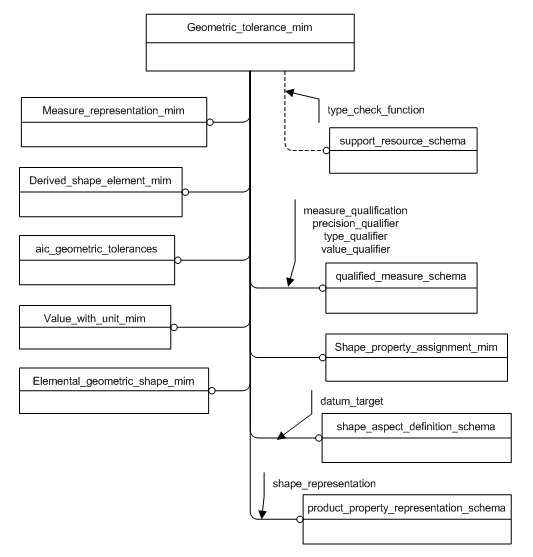 Geometric_tolerance_mim
Measure_representation_mim
type_check_function
support_resource_schema
Derived_shape_element_mim
measure_qualification
precision_qualifier
type_qualifier
value_qualifier
aic_geometric_tolerances
qualified_measure_schema
Value_with_unit_mim
Shape_property_assignment_mim
Elemental_geometric_shape_mim
datum_target
shape_aspect_definition_schema
shape_representation
product_property_representation_schema